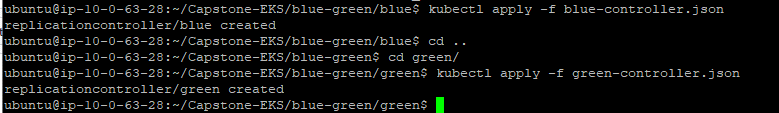 ubuntu@ip-10-0-63-28:~/Capstone-EKS/blue-green/blue$ kubectl apply -f blue-controller.json
replicationcontroller/blue created
ubuntu@ip-10-0-63-28:~/Capstone-EKS/blue-green/blue$ cd ..
ubuntu@ip-10-0-63-28:~/Capstone-EKS/blue-green$ cd green/
ubuntu@ip-10-0-63-28:~/Capstone-EKS/blue-green/green$ kubectl apply -f green-controller.json
replicationcontroller/green created
ubuntu@ip-10-0-63-28:~/Capstone-EKS/blue-green/green$